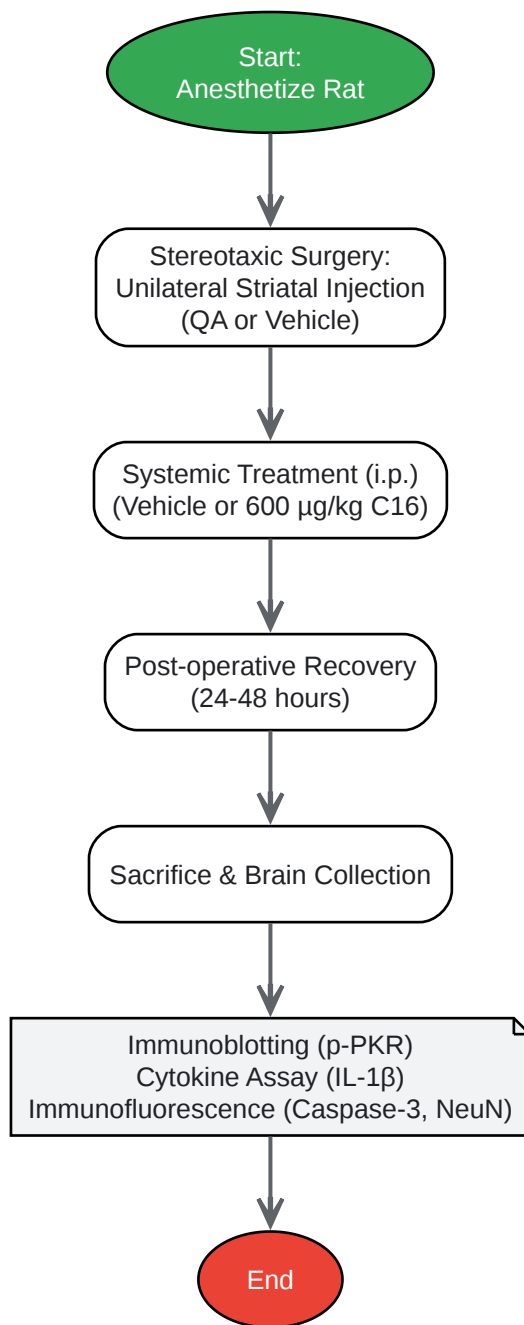 Start:
Anesthetize Rat
Stereotaxic Surgery:
Unilateral Striatal Injection
(QA or Vehicle)
Systemic Treatment (i.p.)
(Vehicle or 600 µg/kg C16)
Post-operative Recovery
(24-48 hours)
Sacrifice & Brain Collection
Immunoblotting (p-PKR)
Cytokine Assay (IL-1β)
Immunofluorescence (Caspase-3, NeuN)
End